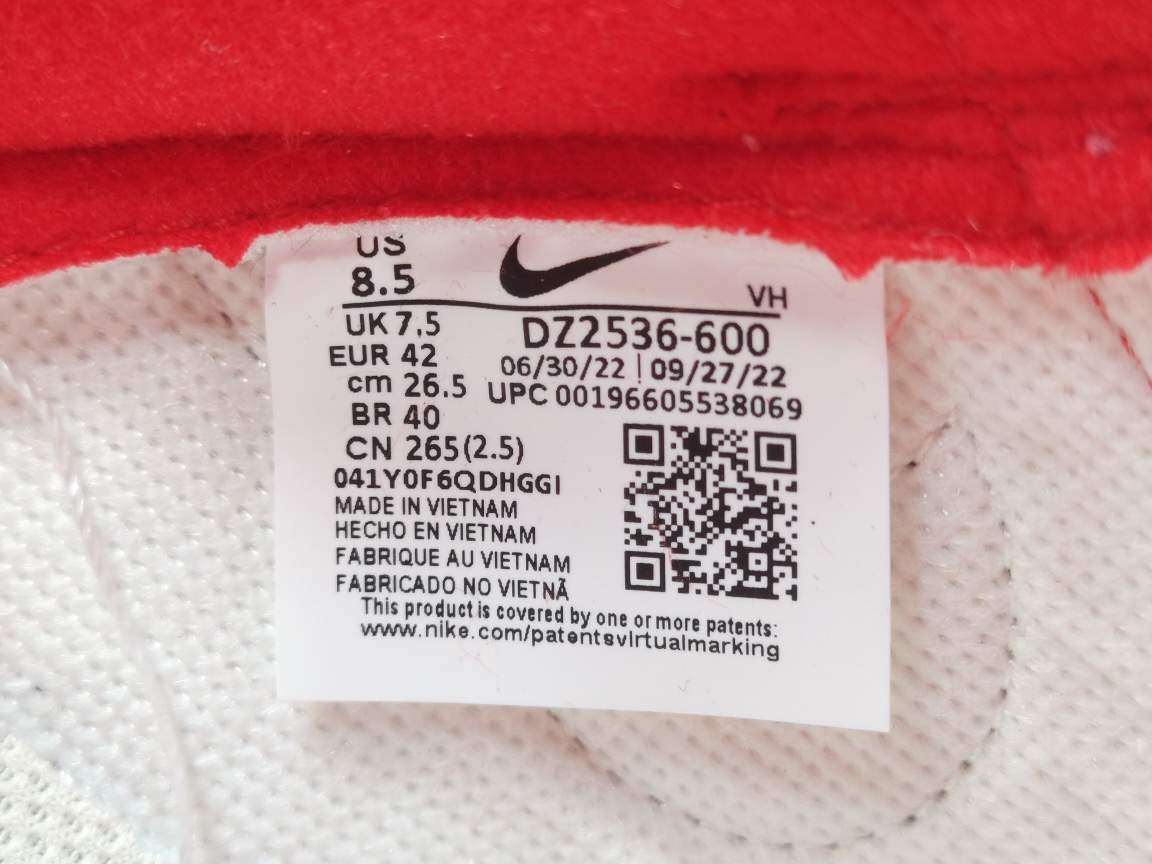 US
8.5
VH
UK 7.5
DZ2536-600
EUR 42
06/30/22 | 09/27/22
cm 26.5
UPC 00196605538069
BR 40
CN 265(2.5)
041Y0F6QDHGGI
MADE IN VIETNAM
HECHO EN VIETNAM
FABRIQUE AU VIETNAM
FABRICADO NO VIETNÃ
This product is covered by one or more patents:
www.nike.com/patentsvirtualmarking